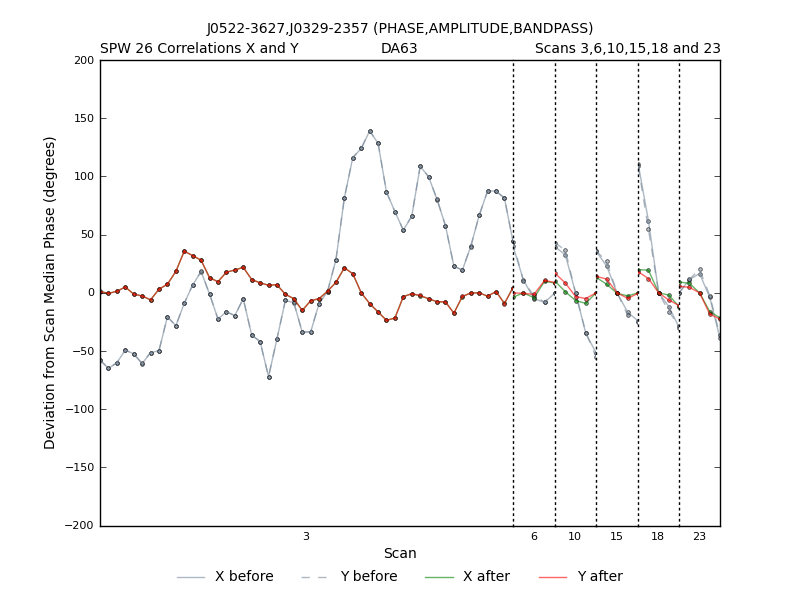 J0522-3627,J0329-2357 (PHASE,AMPLITUDE,BANDPASS)
SPW 26 Correlations X and Y DA63 Scans 3,6,10,15,18 and 23
200
150
100
50
0
−50
−100
−150
−200
Deviation from Scan Median Phase (degrees)
3 6 10 15 18 23
Scan
X before Y before X after Y after